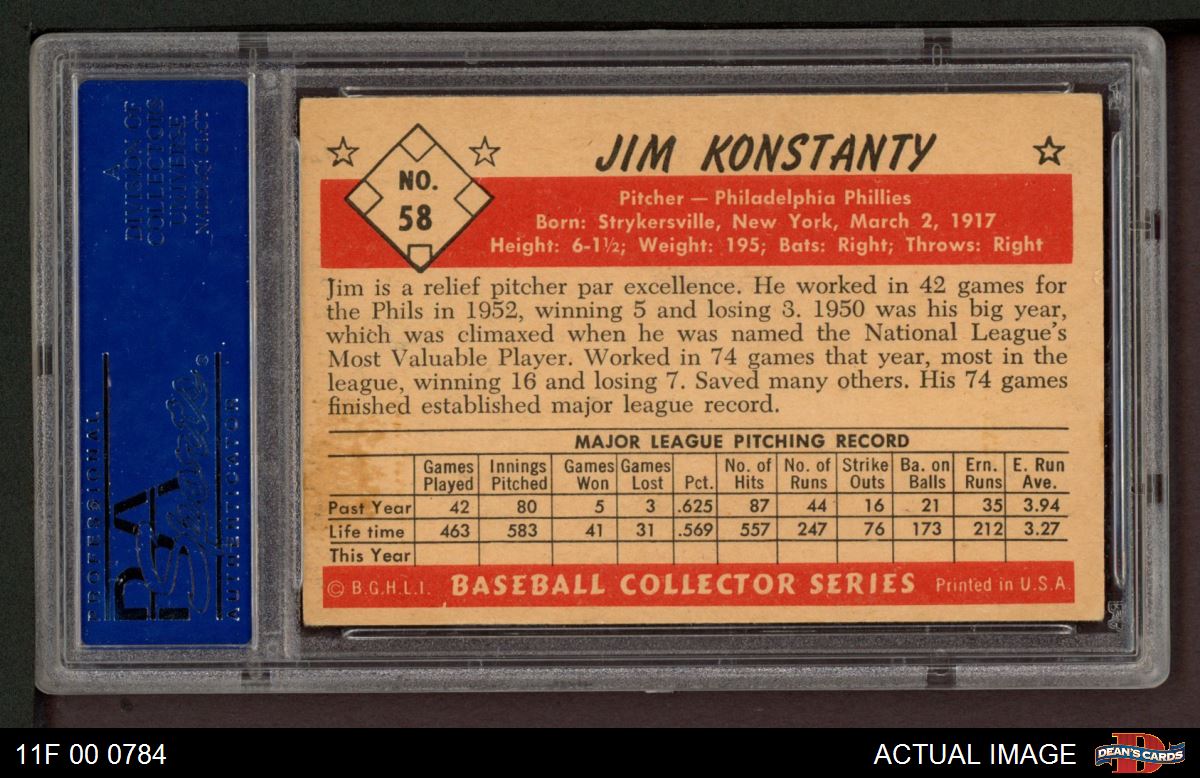 A
DIVISION OF
COLLECTORS
UNIVERSE
NASDAQ: CLCT
PROFESSIONAL
PSA
Sports
AUTHENTICATOR
NO.
58
JIM KONSTANTY
Pitcher — Philadelphia Phillies
Born: Strykersville, New York, March 2, 1917
Height: 6-1½; Weight: 195; Bats: Right; Throws: Right
Jim is a relief pitcher par excellence. He worked in 42 games for
the Phils in 1952, winning 5 and losing 3. 1950 was his big year,
which was climaxed when he was named the National League's
Most Valuable Player. Worked in 74 games that year, most in the
league, winning 16 and losing 7. Saved many others. His 74 games
finished established major league record.
MAJOR LEAGUE PITCHING RECORD
Games Innings Games Games No. of No. of Strike Ba. on Ern. E. Run
Played Pitched Won Lost Pct. Hits Runs Outs Balls Runs Ave.
Past Year 42 80 5 3 .625 87 44 16 21 35 3.94
Life time 463 583 41 31 .569 557 247 76 173 212 3.27
This Year
© B.G.H.L.I. BASEBALL COLLECTOR SERIES Printed in U.S.A.
11F 00 0784
ACTUAL IMAGE
DEAN'S CARDS